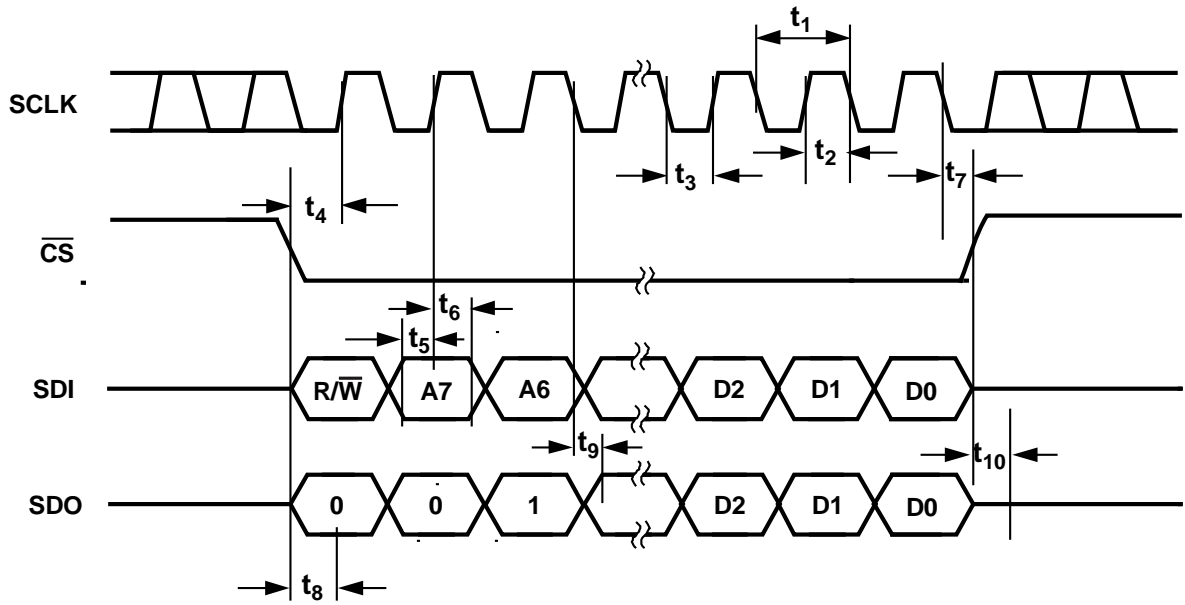 t1
SCLK
t2
t3
t7
t4
CS
t6
t5
SDI
R/W
A7
A6
D2
D1
D0
t9
t10
SDO
0
0
1
D2
D1
D0
t8